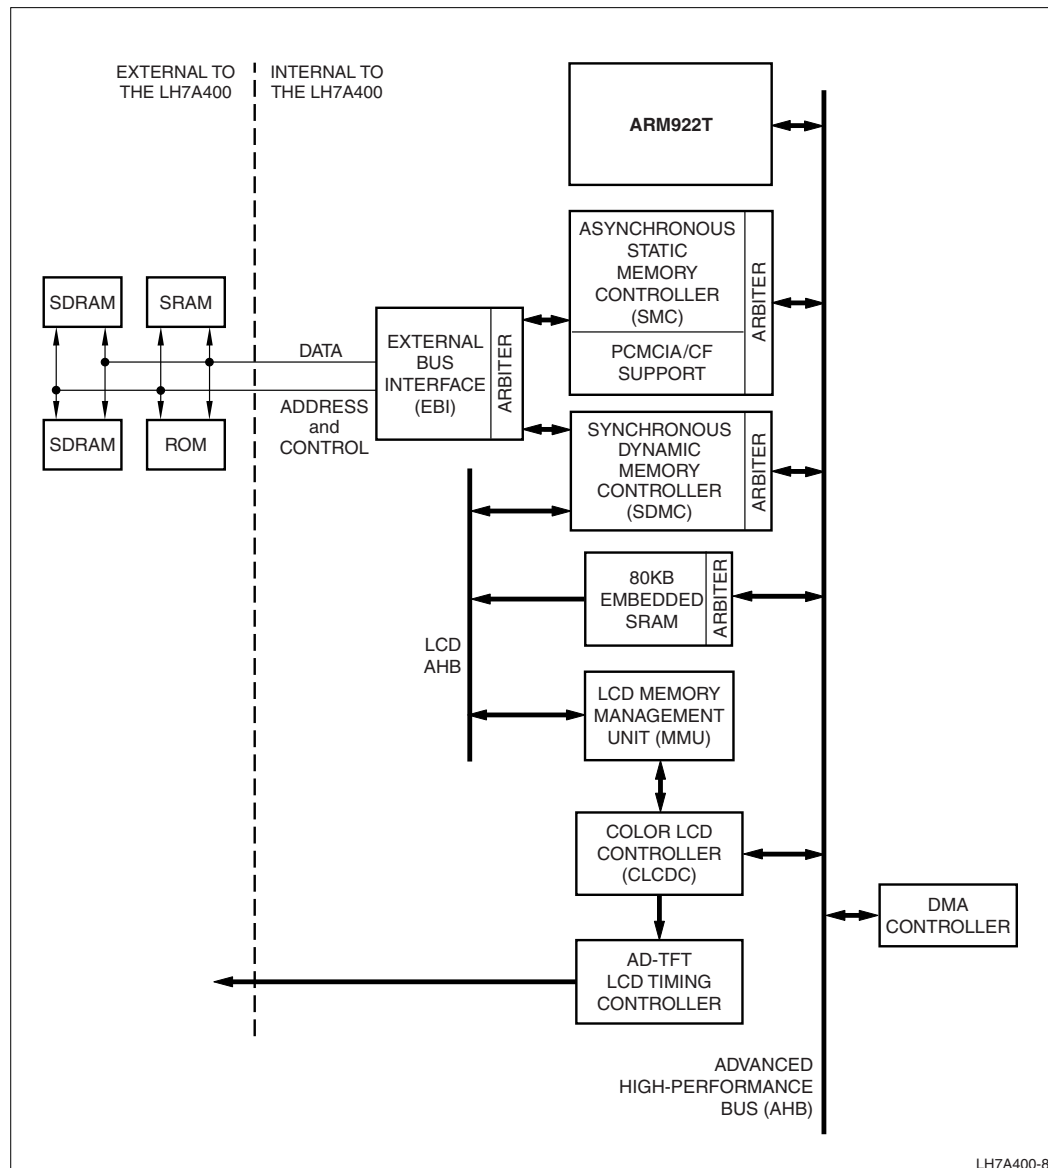 EXTERNAL TO
THE LH7A400
INTERNAL TO
THE LH7A400
ARM922T
ASYNCHRONOUS
STATIC
MEMORY
CONTROLLER
(SMC)
PCMCIA/CF
SUPPORT
ARBITER
SDRAM
SRAM
SDRAM
ROM
DATA
ADDRESS
and
CONTROL
EXTERNAL
BUS
INTERFACE
(EBI)
ARBITER
SYNCHRONOUS
DYNAMIC
MEMORY
CONTROLLER
(SDMC)
ARBITER
80KB
EMBEDDED
SRAM
ARBITER
LCD
AHB
LCD MEMORY
MANAGEMENT
UNIT (MMU)
COLOR LCD
CONTROLLER
(CLCDC)
DMA
CONTROLLER
AD-TFT
LCD TIMING
CONTROLLER
ADVANCED
HIGH-PERFORMANCE
BUS (AHB)
LH7A400-8